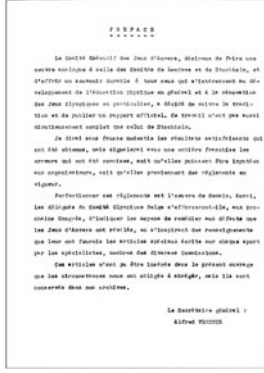 PREFACE
Le Comité Exécutif des Jeux d'Anvers, désireux de faire une
oeuvre analogue à celle des Comités de Londres et de Stockholm, et
d'offrir un souvenir durable à tous ceux qui s'intéressent au dé-
veloppement de l'éducation physique en général et à la rénovation
des Jeux Olympiques en particulier, a décidé de suivre la tradi-
tion et de publier un rapport officiel. Ce travail n'est pas aussi
minutieusement complet que celui de Stockholm.
Je dirai sans fausse modestie les résultats satisfaisants qui
ont été obtenus, mais signalerai avec une entière franchise les
erreurs qui ont été commises, soit qu'elles puissent être imputées
aux organisateurs, soit qu'elles proviennent des règlements en
vigueur.
Perfectionner ces règlements est l'oeuvre de demain. Aussi,
les délégués du Comité Olympique Belge s'efforceront-ils, aux pro-
chains Congrès, d'indiquer les moyens de remédier aux défauts que
les Jeux d'Anvers ont révélés, en s'inspirant des renseignements
que leur ont fournis les articles spéciaux écrits sur chaque sport
par les spécialistes, membres des diverses Commissions.
Ces articles n'ont pu être insérés dans le présent ouvrage
que les circonstances nous ont obligés à abréger, mais ils sont
conservés dans nos archives.
Le Secrétaire général :
Alfred VERDYCK